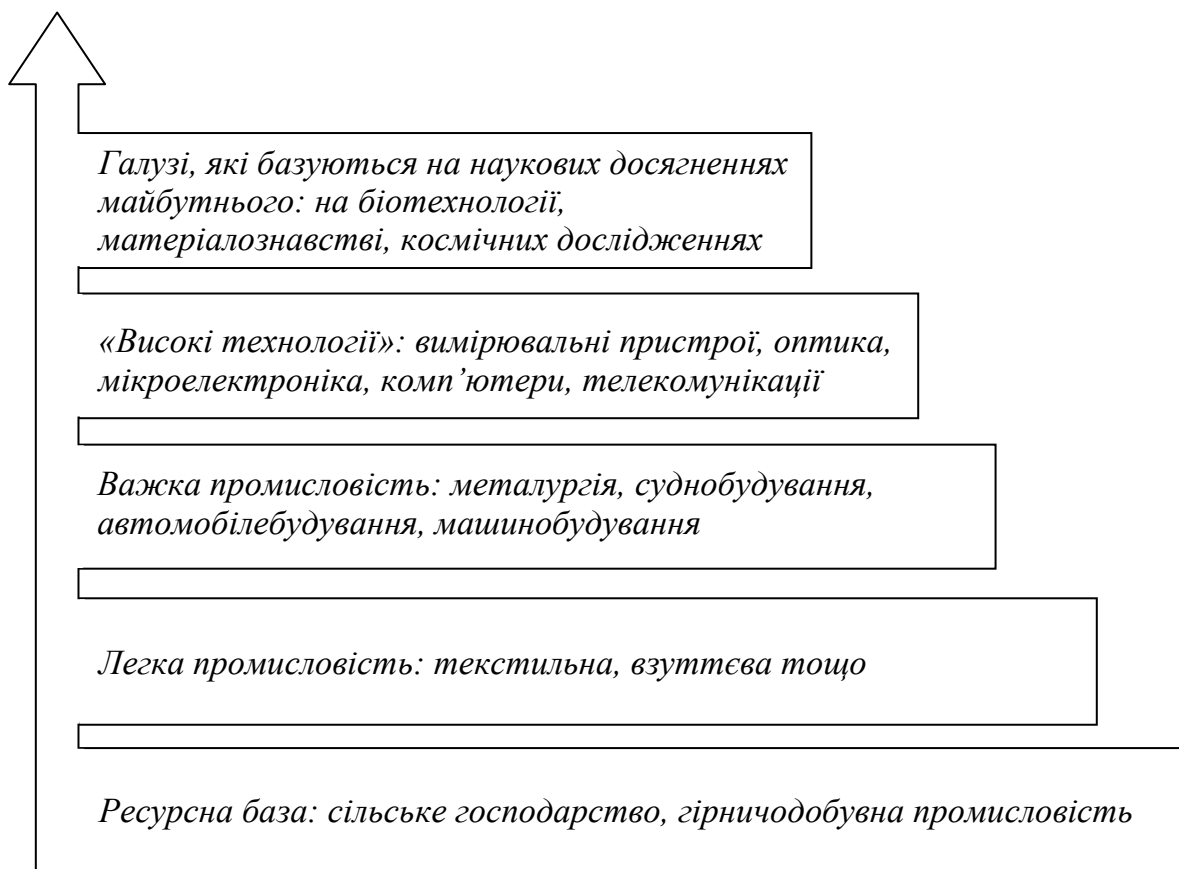 Галузі, які базуються на наукових досягненнях
майбутнього: на біотехнології,
матеріалознавстві, космічних дослідженнях
«Високі технології»: вимірювальні пристрої, оптика,
мікроелектроніка, комп’ютери, телекомунікації
Важка промисловість: металургія, суднобудування,
автомобілебудування, машинобудування
Легка промисловість: текстильна, взуттєва тощо
Ресурсна база: сільське господарство, гірничодобувна промисловість